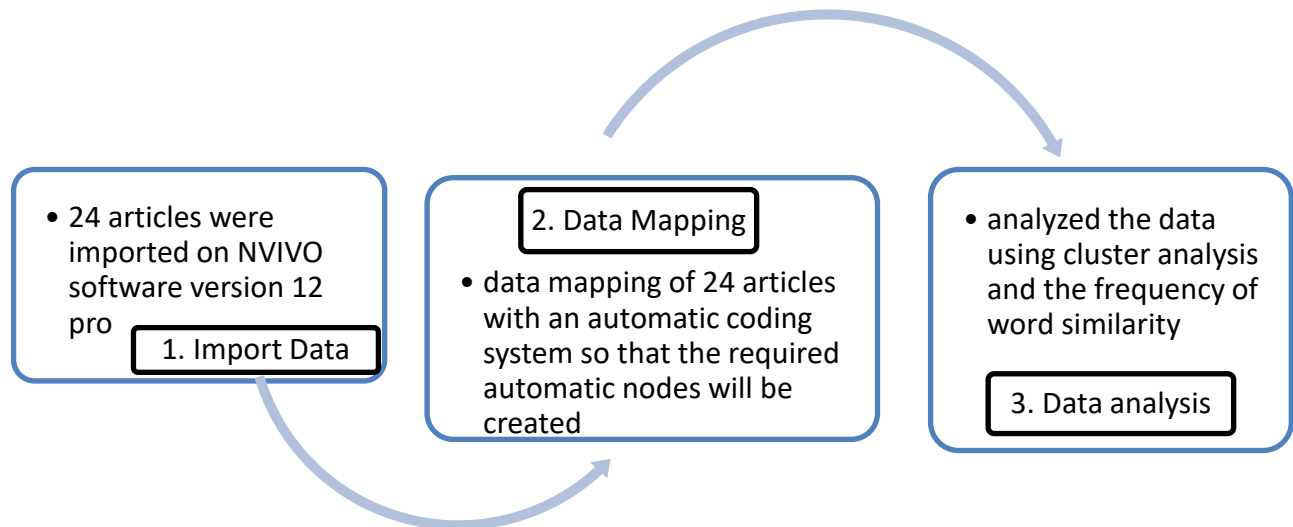 • 24 articles were
imported on NVIVO
software version 12
pro
1. Import Data
2. Data Mapping
• data mapping of 24 articles
with an automatic coding
system so that the required
automatic nodes will be
created
• analyzed the data
using cluster analysis
and the frequency of
word similarity
3. Data analysis